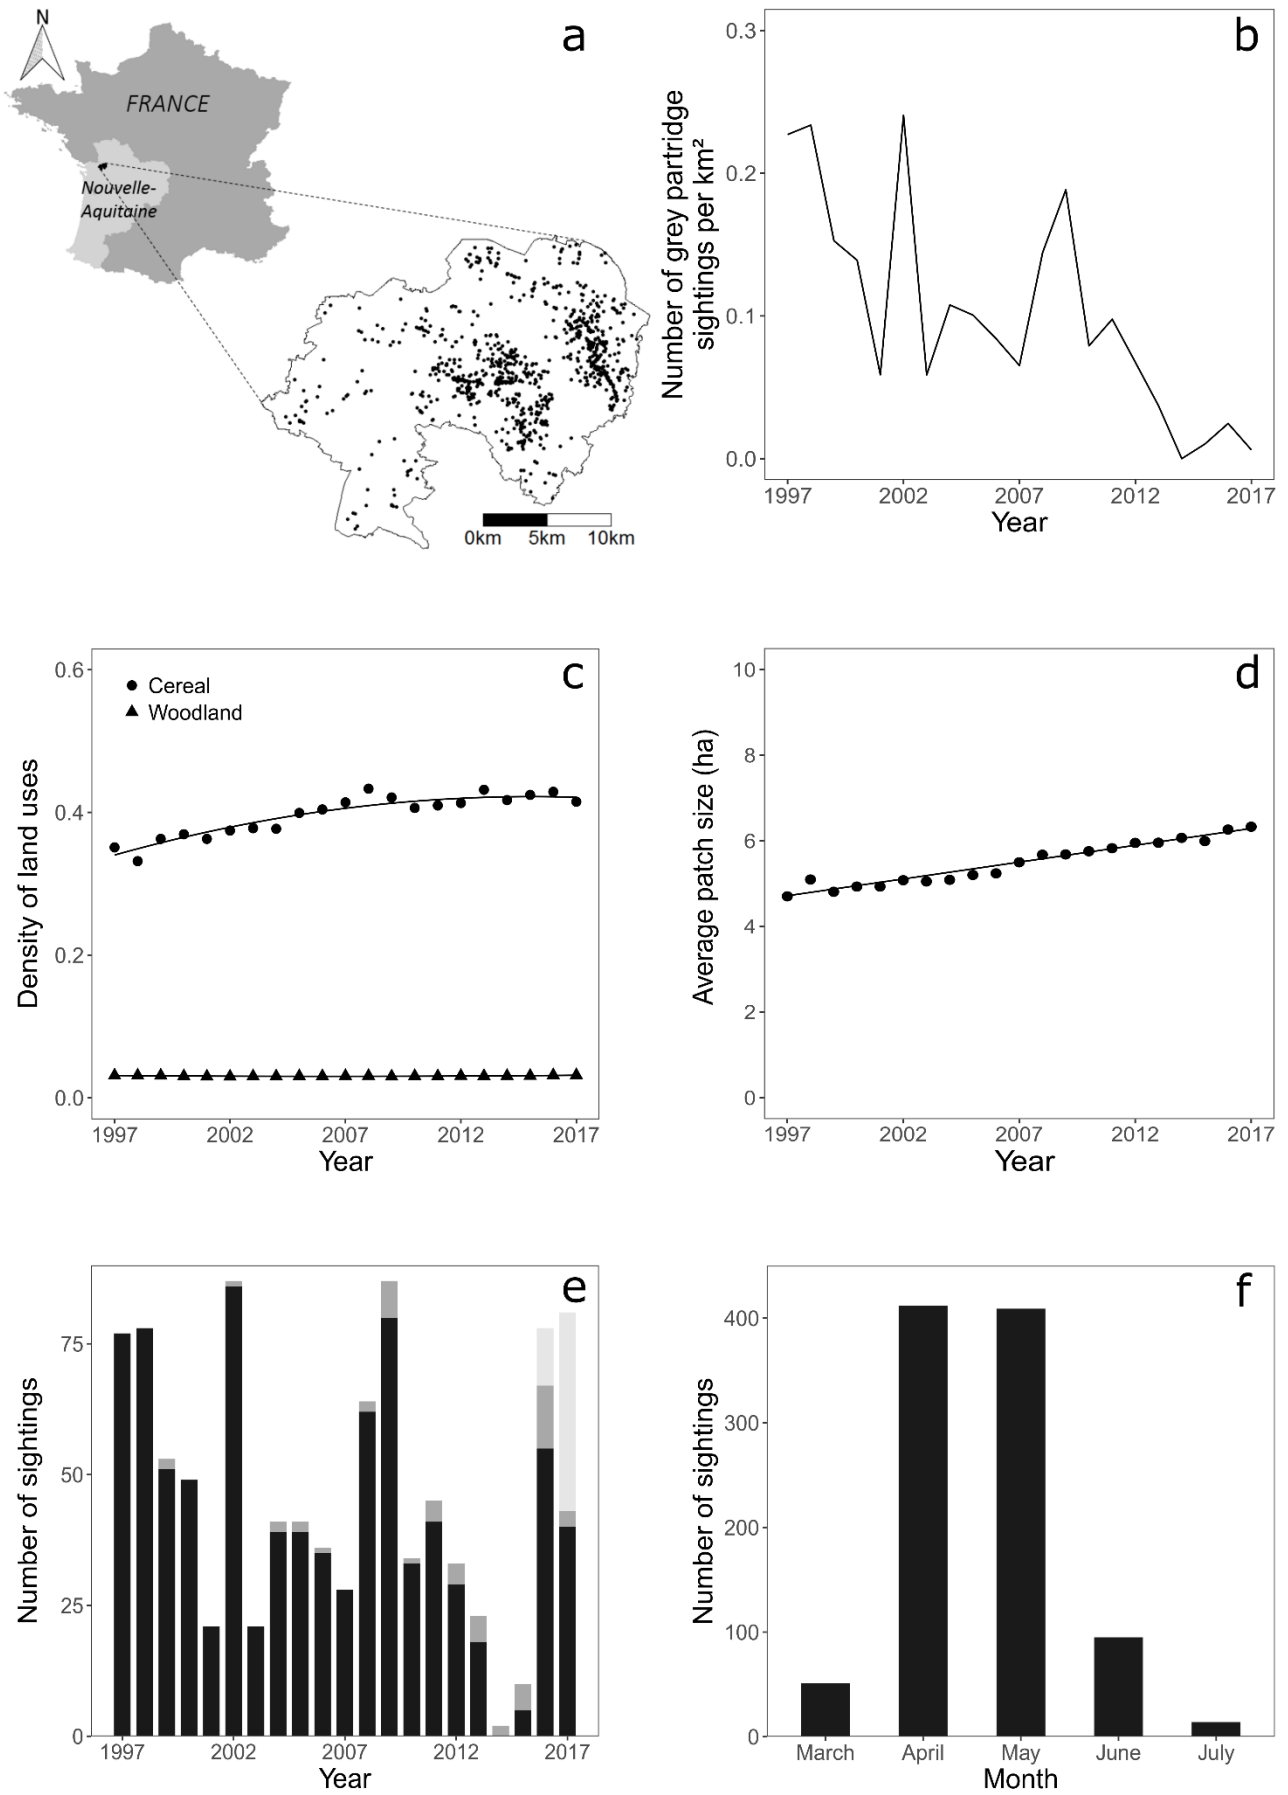 N
a
FRANCE
Nouvelle-
Aquitaine
0km 5km 10km
b
Number of grey partridge
sightings per km²
0.3
0.2
0.1
0.0
1997 2002 2007 2012 2017
Year
c
Cereal
Woodland
Density of land uses
0.6
0.4
0.2
0.0
1997 2002 2007 2012 2017
Year
d
Average patch size (ha)
10
8
6
4
2
0
1997 2002 2007 2012 2017
Year
e
Number of sightings
75
50
25
0
1997 2002 2007 2012 2017
Year
f
Number of sightings
400
300
200
100
0
March April May June July
Month